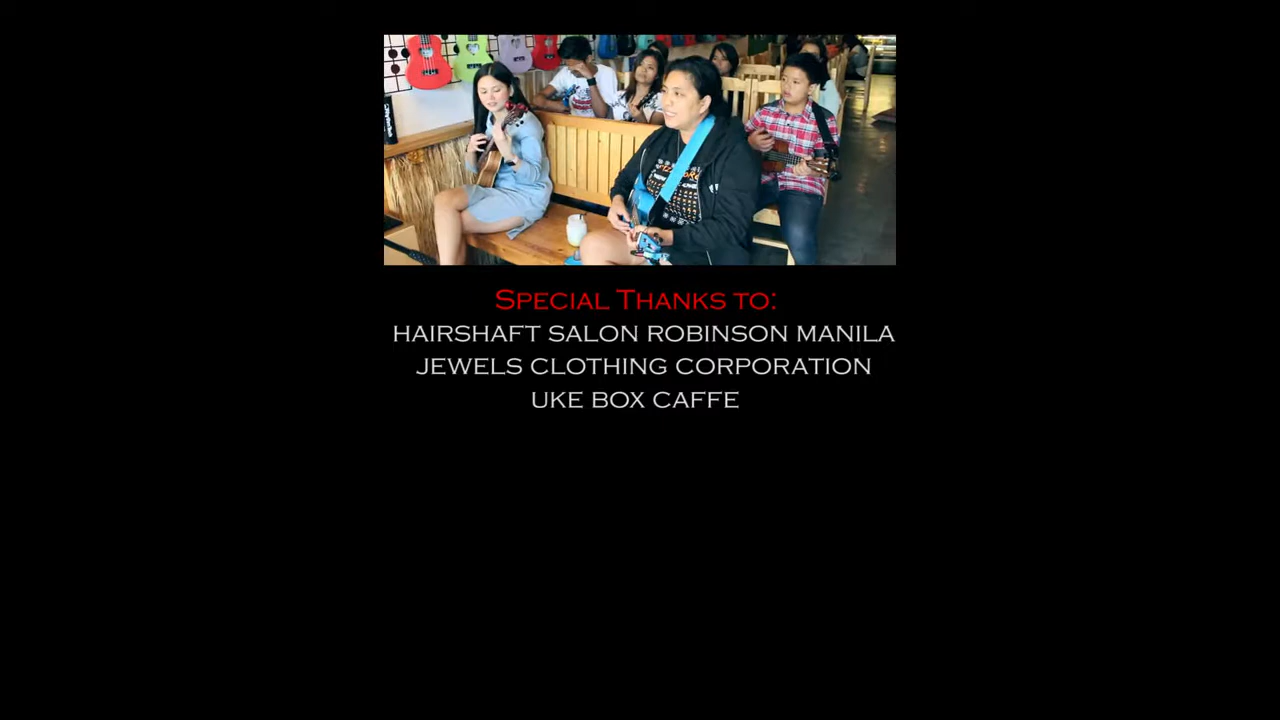 Special Thanks to:
HAIRSHAFT SALON ROBINSON MANILA
JEWELS CLOTHING CORPORATION
UKE BOX CAFFE